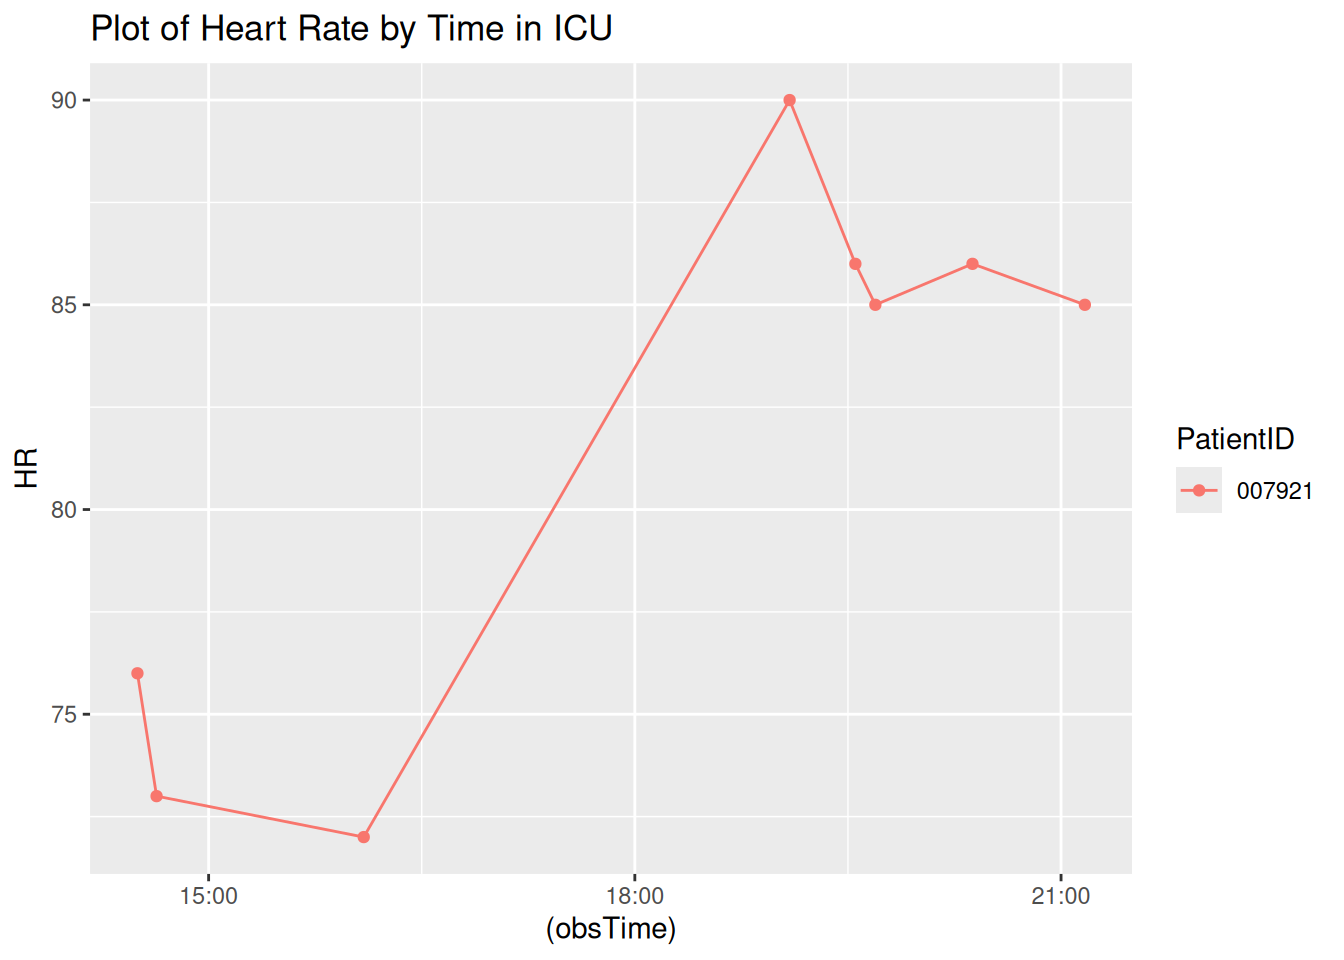 Plot of Heart Rate by Time in ICU
90
85
80
75
HR
15:00
18:00
21:00
(obsTime)
PatientID
007921